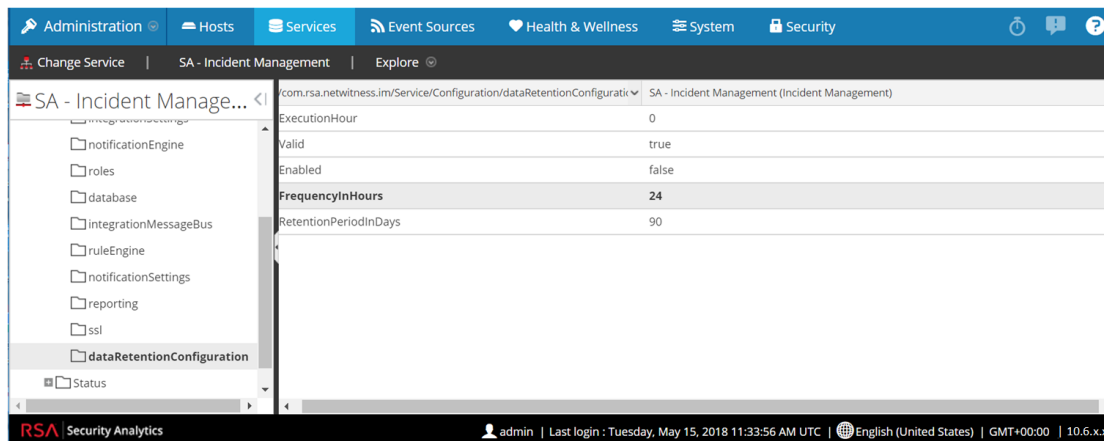 Administration Hosts Services Event Sources Health & Wellness System Security
Change Service | SA - Incident Management | Explore
SA - Incident Manage...
/com.rsa.netwitness.im/Service/Configuration/dataRetentionConfiguratic SA - Incident Management (Incident Management)
integrationSettings
notificationEngine
roles
database
integrationMessageBus
ruleEngine
notificationSettings
reporting
ssl
dataRetentionConfiguration
Status
ExecutionHour 0
Valid true
Enabled false
FrequencyInHours 24
RetentionPeriodInDays 90
RSA Security Analytics
admin | Last login : Tuesday, May 15, 2018 11:33:56 AM UTC | English (United States) | GMT+00:00 | 10.6.x.x